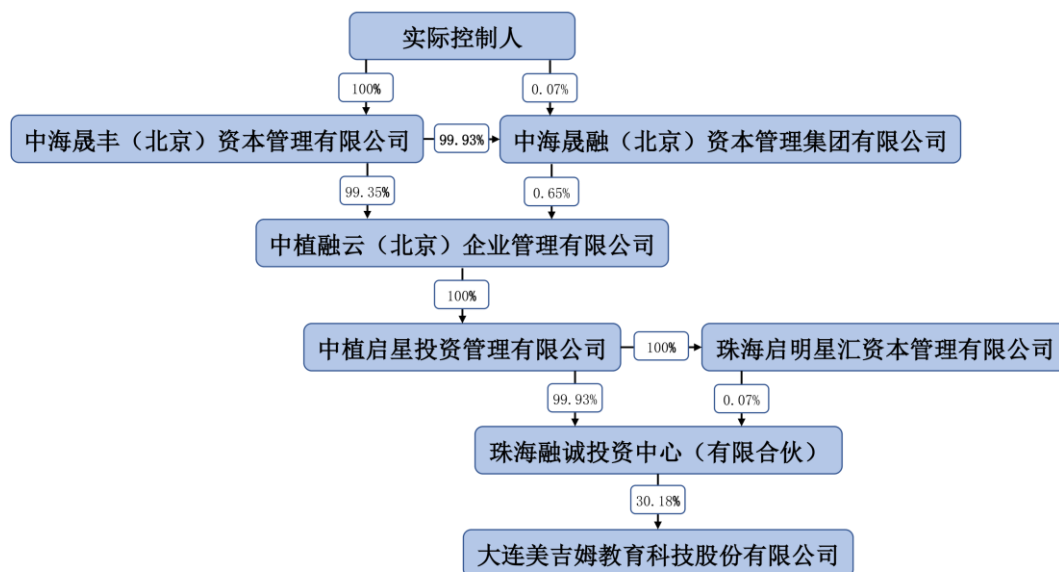 实际控制人
100%
0.07%
中海晟丰（北京）资本管理有限公司
99.93%
中海晟融（北京）资本管理集团有限公司
99.35%
0.65%
中植融云（北京）企业管理有限公司
100%
中植启星投资管理有限公司
100%
珠海启明星汇资本管理有限公司
99.93%
0.07%
珠海融诚投资中心（有限合伙）
30.18%
大连美吉姆教育科技股份有限公司